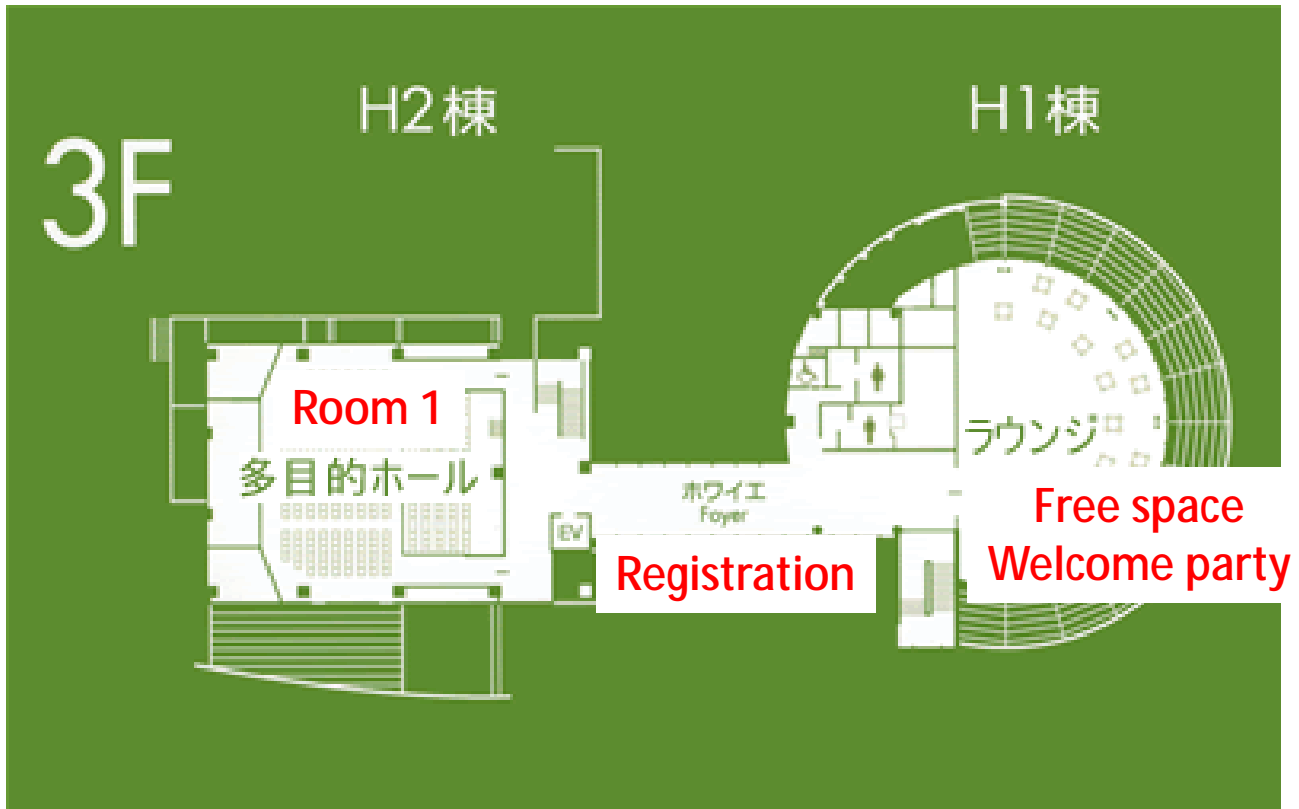 H2棟
H1棟
3F
Room 1
多目的ホール
ラウンジ
ホワイエ
Foyer
EV
Free space
Welcome party
Registration